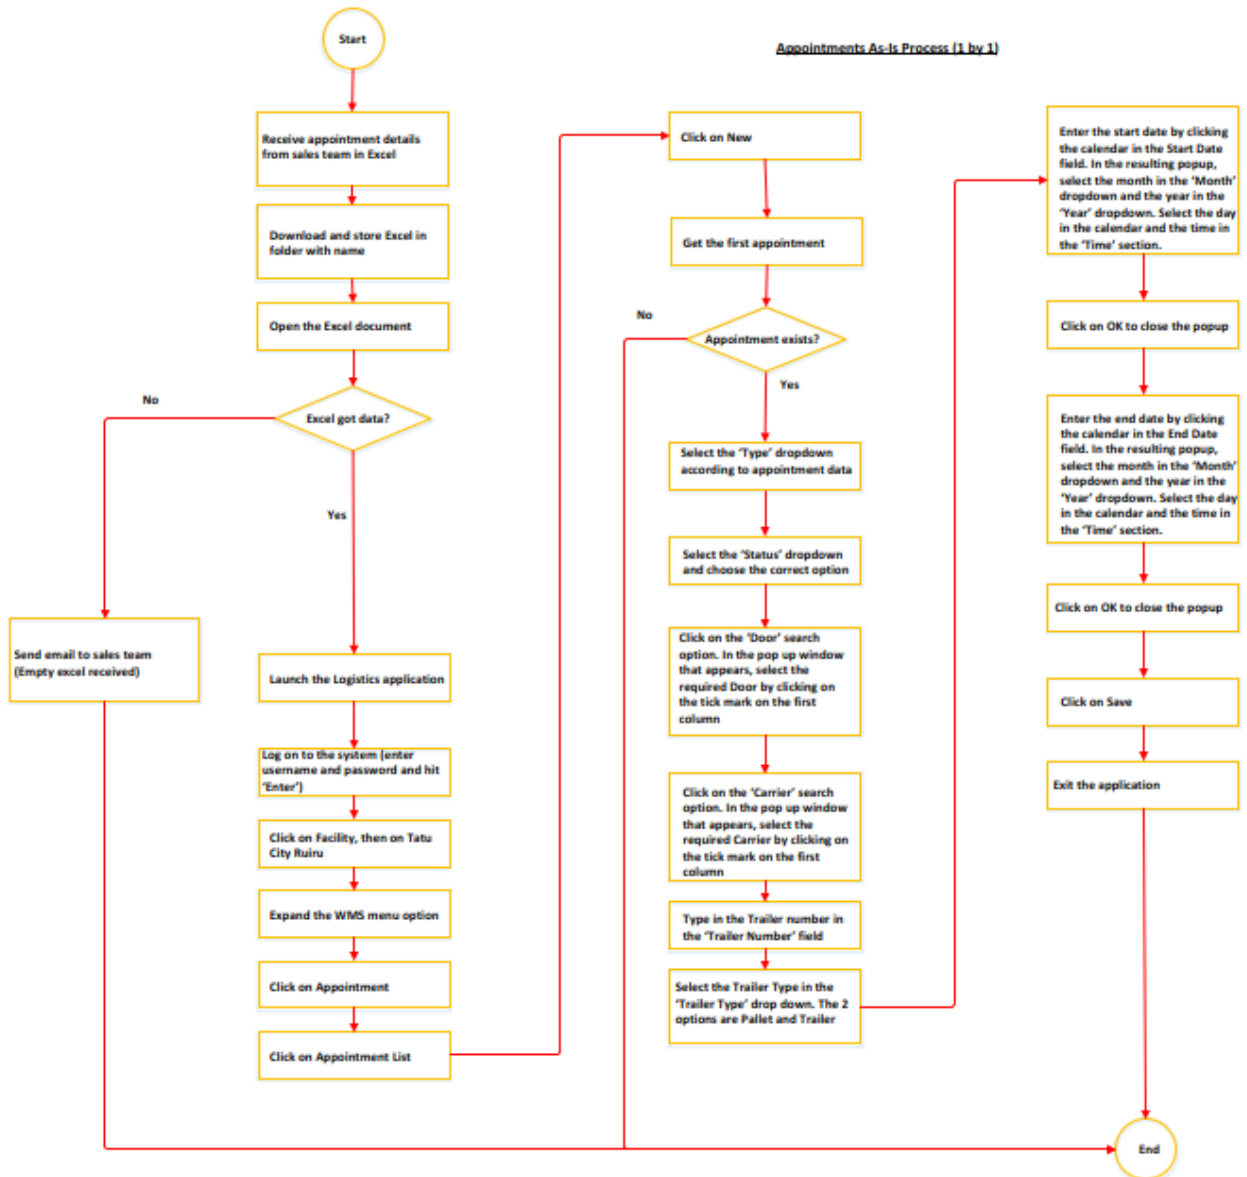 Start
Appointments As-Is Process (1 by 1)
Receive appointment details
from sales team in Excel
Download and store Excel in
folder with name
Open the Excel document
Excel got data?
No
Yes
Send email to sales team
(Empty excel received)
Launch the Logistics application
Log on to the system (enter
username and password and hit
‘Enter’)
Click on Facility, then on Tatu
City Ruiru
Expand the WMS menu option
Click on Appointment
Click on Appointment List
Click on New
Get the first appointment
Appointment exists?
No
Yes
Select the ‘Type’ dropdown
according to appointment data
Select the ‘Status’ dropdown
and choose the correct option
Click on the ‘Door’ search
option. In the pop up window
that appears, select the
required Door by clicking on
the tick mark on the first
column
Click on the ‘Carrier’ search
option. In the pop up window
that appears, select the
required Carrier by clicking on
the tick mark on the first
column
Type in the Trailer number in
the ‘Trailer Number’ field
Select the Trailer Type in the
‘Trailer Type’ drop down. The 2
options are Pallet and Trailer
Enter the start date by clicking
the calendar in the Start Date
field. In the resulting popup,
select the month in the ‘Month’
dropdown and the year in the
‘Year’ dropdown. Select the day
in the calendar and the time in
the ‘Time’ section.
Click on OK to close the popup
Enter the end date by clicking
the calendar in the End Date
field. In the resulting popup,
select the month in the ‘Month’
dropdown and the year in the
‘Year’ dropdown. Select the day
in the calendar and the time in
the ‘Time’ section.
Click on OK to close the popup
Click on Save
Exit the application
End